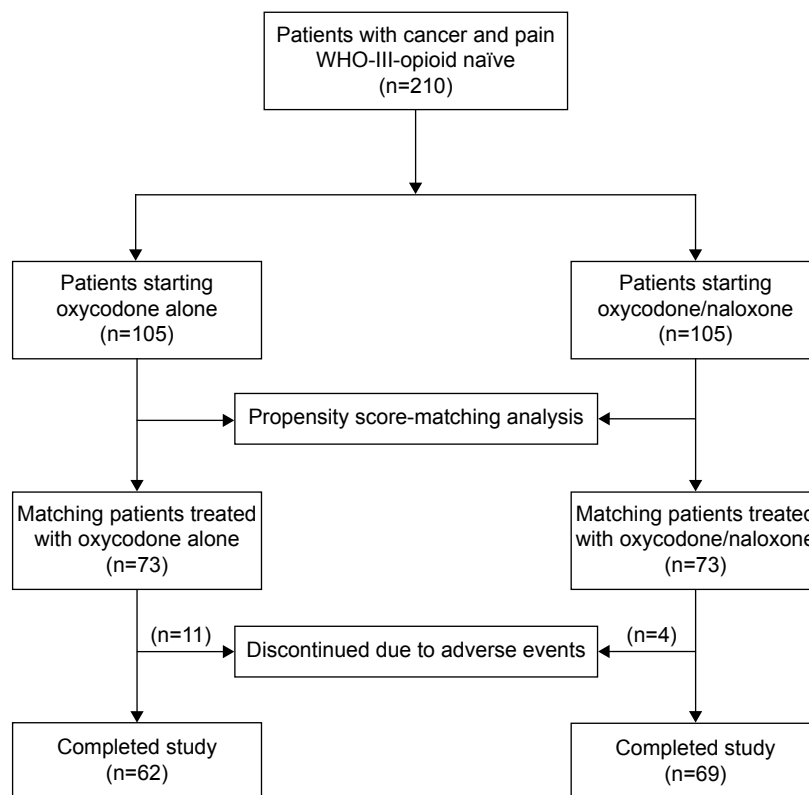 Patients with cancer and pain
WHO-III-opioid naïve
(n=210)
Patients starting
oxycodone alone
(n=105)
Patients starting
oxycodone/naloxone
(n=105)
Propensity score-matching analysis
Matching patients treated
with oxycodone alone
(n=73)
Matching patients treated
with oxycodone/naloxone
(n=73)
(n=11)
Discontinued due to adverse events
(n=4)
Completed study
(n=62)
Completed study
(n=69)